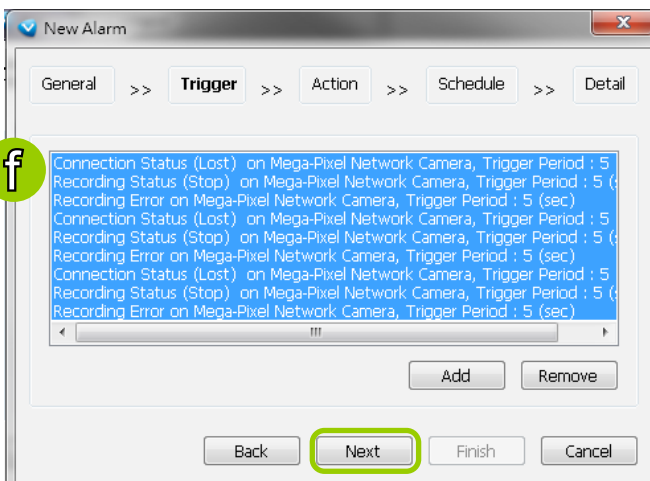 New Alarm
General >> Trigger >> Action >> Schedule >> Detail
f
Connection Status (Lost) on Mega-Pixel Network Camera, Trigger Period : 5
Recording Status (Stop) on Mega-Pixel Network Camera, Trigger Period : 5 (
Recording Error on Mega-Pixel Network Camera, Trigger Period : 5 (sec)
Connection Status (Lost) on Mega-Pixel Network Camera, Trigger Period : 5
Recording Status (Stop) on Mega-Pixel Network Camera, Trigger Period : 5 (
Recording Error on Mega-Pixel Network Camera, Trigger Period : 5 (sec)
Connection Status (Lost) on Mega-Pixel Network Camera, Trigger Period : 5
Recording Status (Stop) on Mega-Pixel Network Camera, Trigger Period : 5 (
Recording Error on Mega-Pixel Network Camera, Trigger Period : 5 (sec)
Add Remove
Back Next Finish Cancel